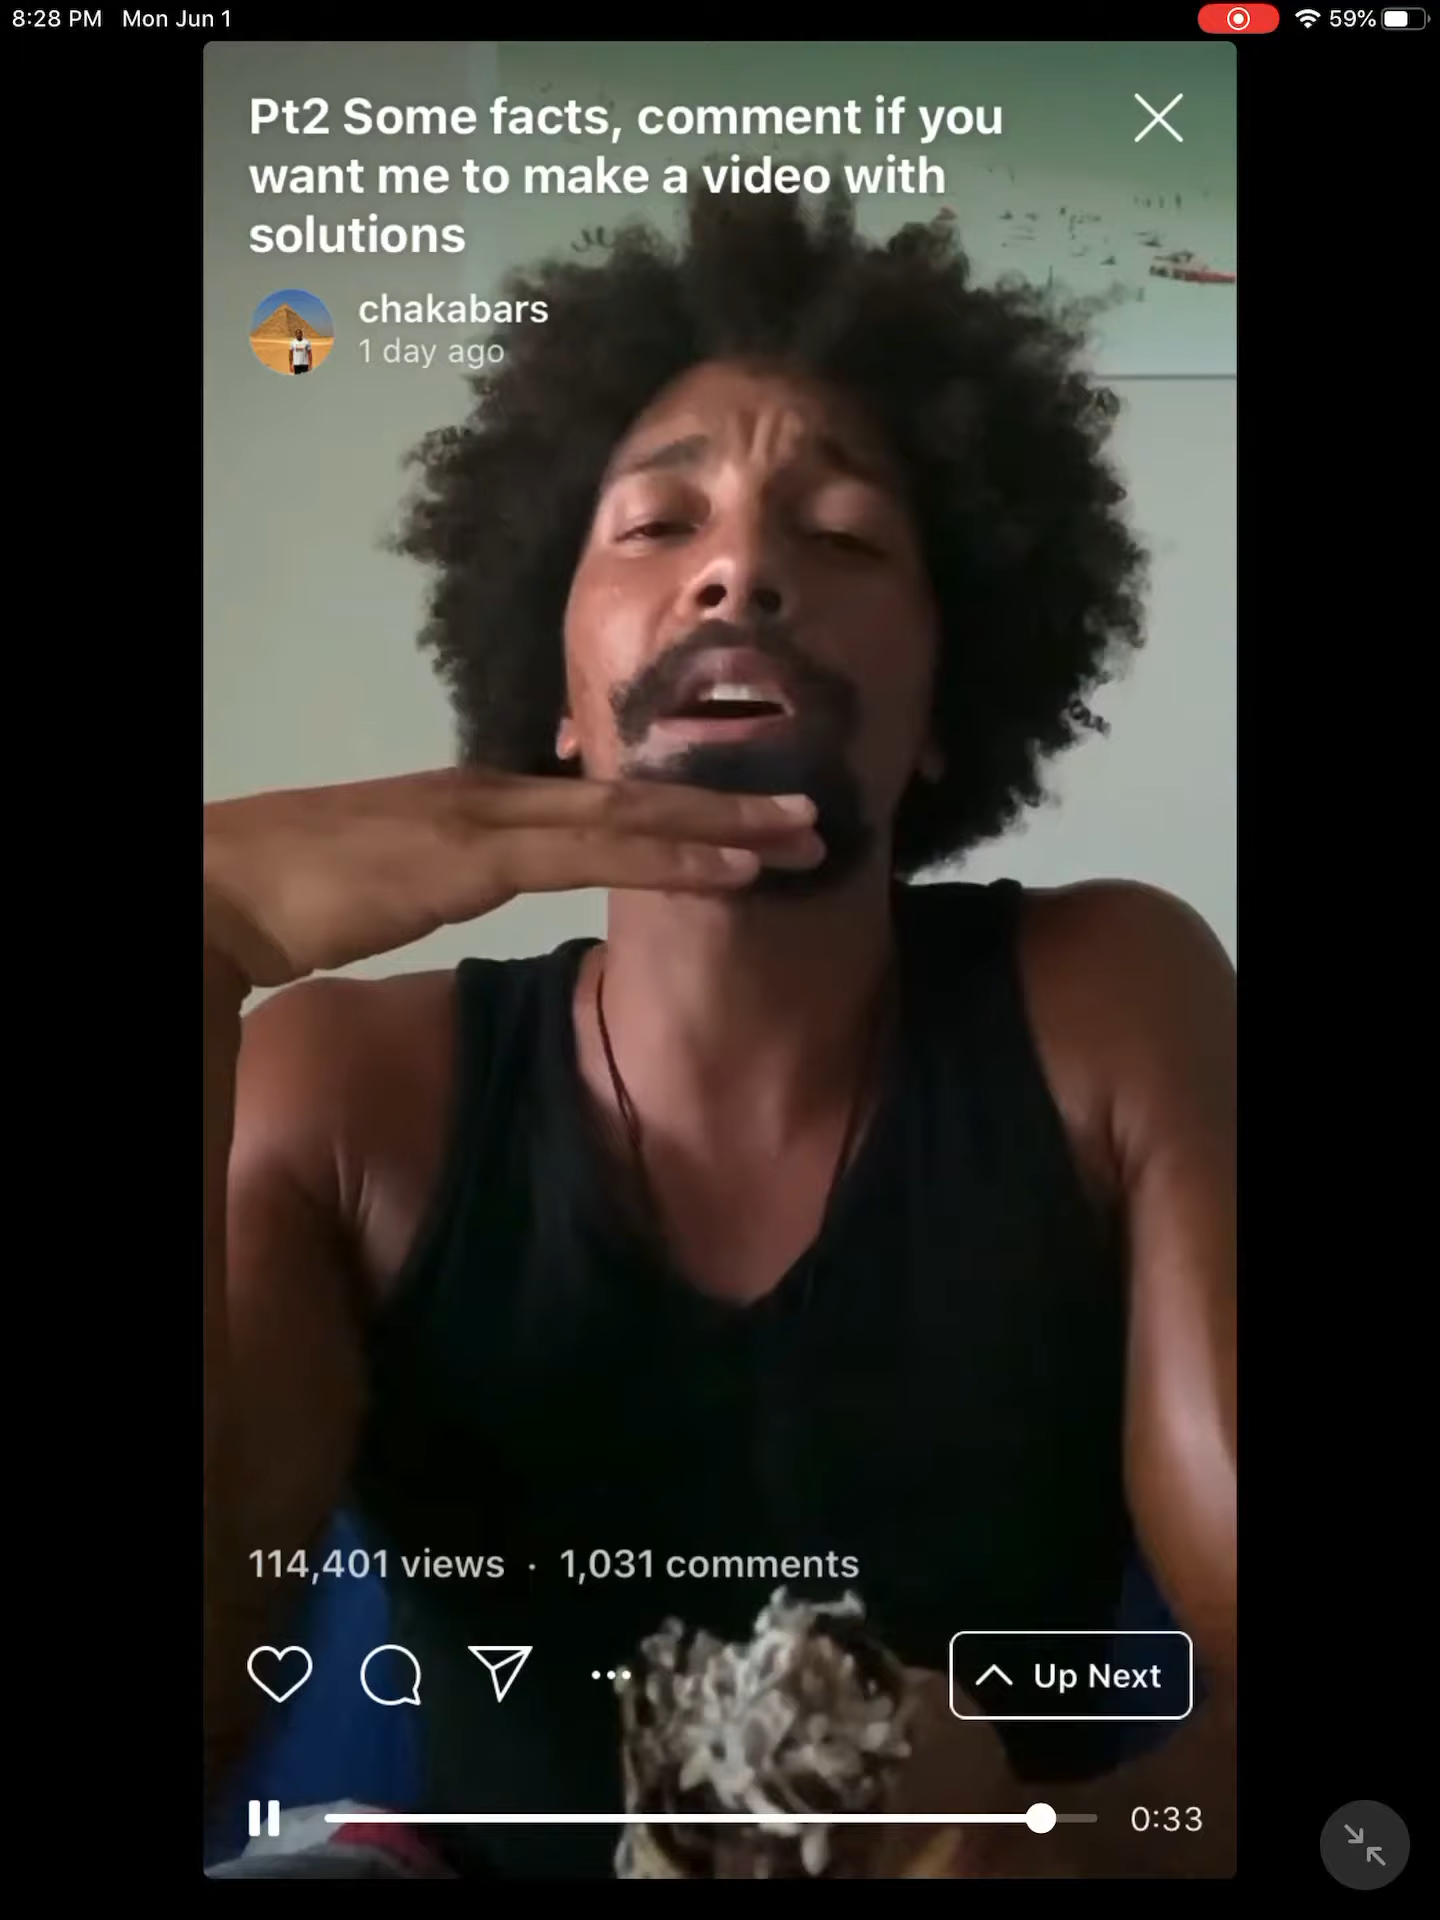 8:28 PM Mon Jun 1 59%
Pt2 Some facts, comment if you
want me to make a video with
solutions
chakabars
1 day ago
114,401 views · 1,031 comments
Up Next
0:33